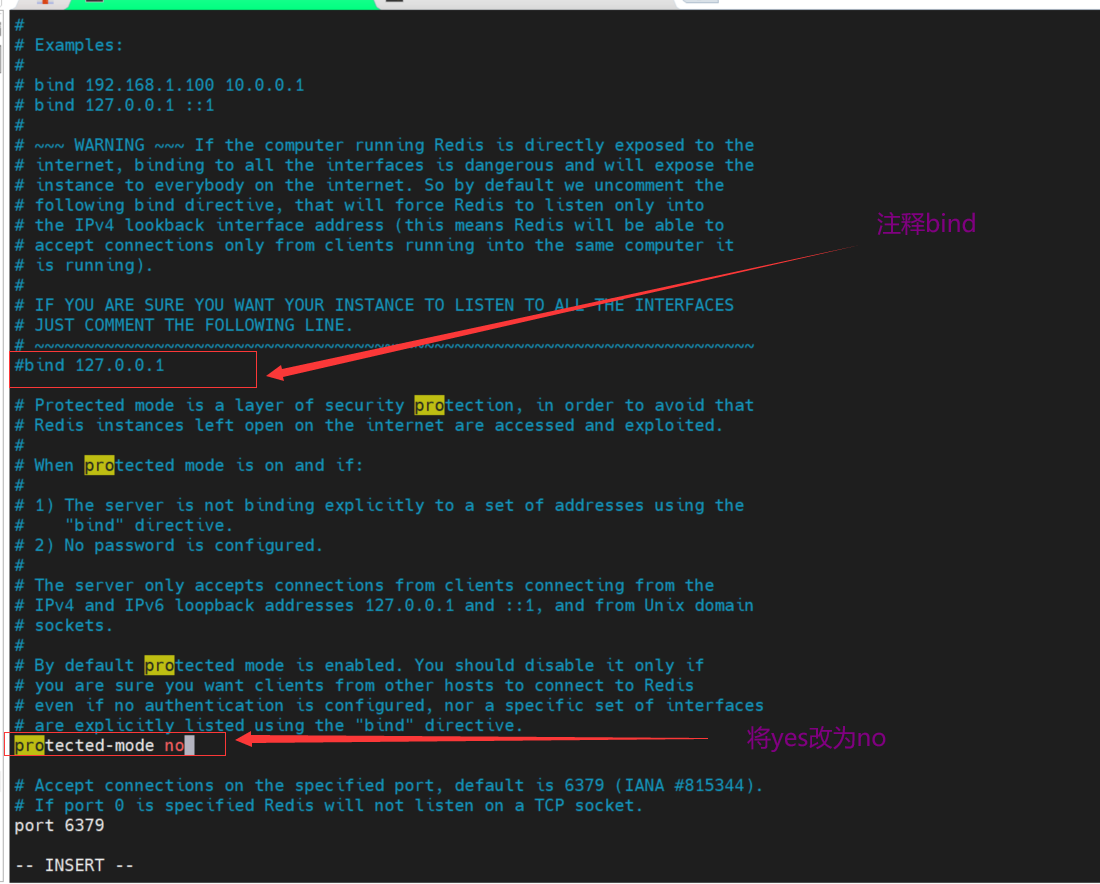 #
# Examples:
#
# bind 192.168.1.100 10.0.0.1
# bind 127.0.0.1 ::1
#
# ~~~ WARNING ~~~ If the computer running Redis is directly exposed to the
# internet, binding to all the interfaces is dangerous and will expose the
# instance to everybody on the internet. So by default we uncomment the
# following bind directive, that will force Redis to listen only into
# the IPv4 lookback interface address (this means Redis will be able to
注释bind
# accept connections only from clients running into the same computer it
# is running).
#
# IF YOU ARE SURE YOU WANT YOUR INSTANCE TO LISTEN TO ALL THE INTERFACES
# JUST COMMENT THE FOLLOWING LINE.
# ~~~~~~~~~~~~~~~~~~~~~~~~~~~~~~~~~~~~~~~~~~~~~~~~~~~~~~~~~~~~~~~~~~~~~~~~
#bind 127.0.0.1
# Protected mode is a layer of security protection, in order to avoid that
# Redis instances left open on the internet are accessed and exploited.
#
# When protected mode is on and if:
#
# 1) The server is not binding explicitly to a set of addresses using the
#    "bind" directive.
# 2) No password is configured.
#
# The server only accepts connections from clients connecting from the
# IPv4 and IPv6 loopback addresses 127.0.0.1 and ::1, and from Unix domain
# sockets.
#
# By default protected mode is enabled. You should disable it only if
# you are sure you want clients from other hosts to connect to Redis
# even if no authentication is configured, nor a specific set of interfaces
# are explicitly listed using the "bind" directive.
protected-mode no
将yes改为no
# Accept connections on the specified port, default is 6379 (IANA #815344).
# If port 0 is specified Redis will not listen on a TCP socket.
port 6379
-- INSERT --